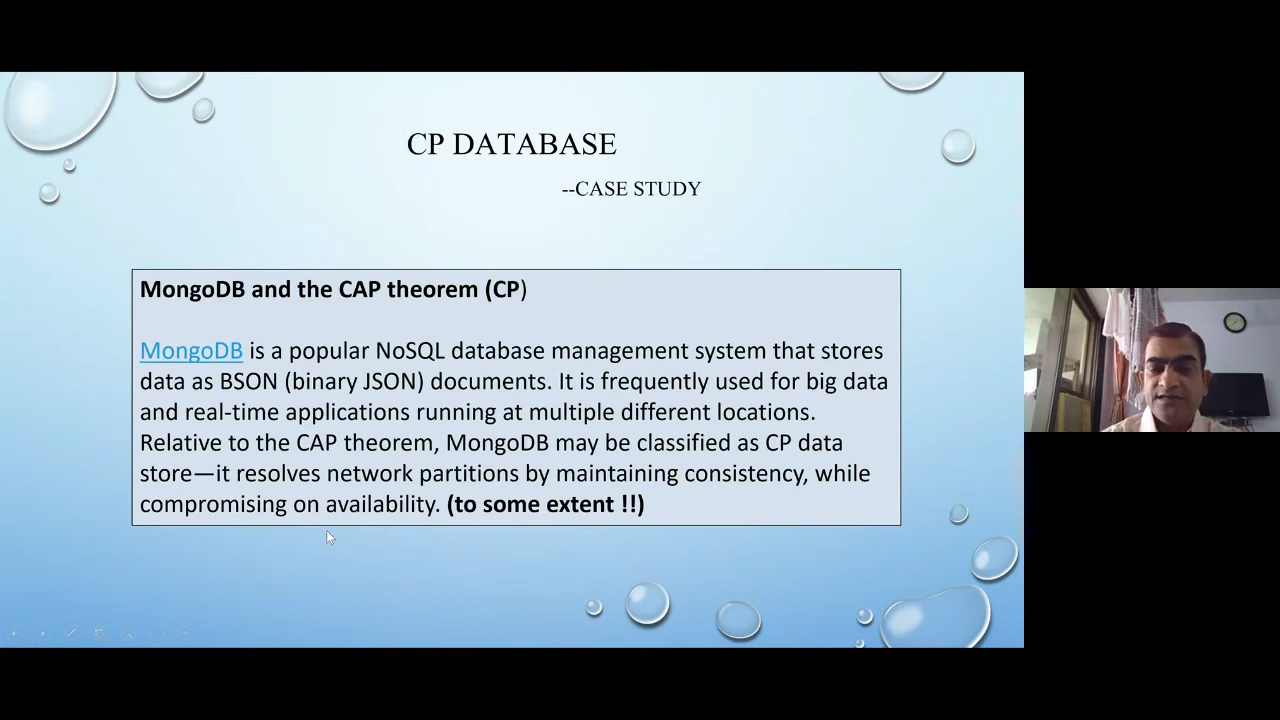 CP DATABASE
--CASE STUDY
MongoDB and the CAP theorem (CP)
MongoDB is a popular NoSQL database management system that stores
data as BSON (binary JSON) documents. It is frequently used for big data
and real-time applications running at multiple different locations.
Relative to the CAP theorem, MongoDB may be classified as CP data
store—it resolves network partitions by maintaining consistency, while
compromising on availability. (to some extent !!)